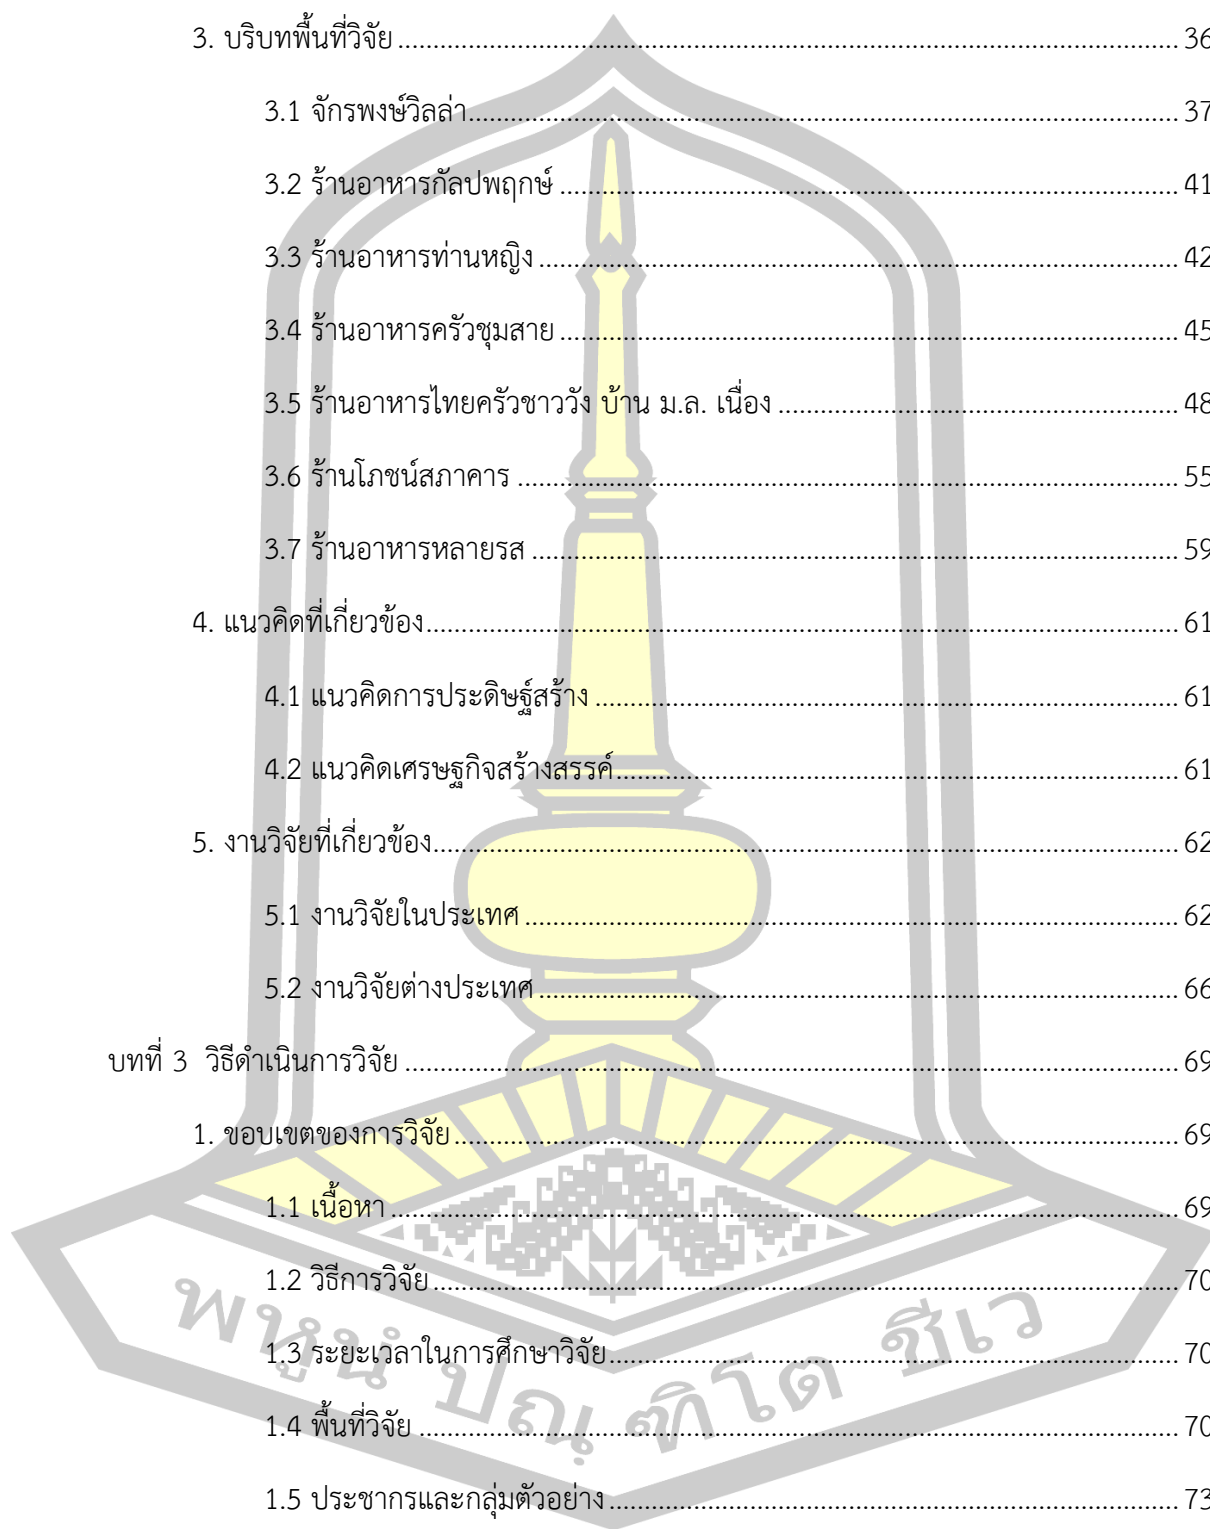 3. บริบทพื้นที่วิจัย ........ 36
3.1 จักรพงษ์วิลล่า ........ 37
3.2 ร้านอาหารกัลปพฤกษ์ ........ 41
3.3 ร้านอาหารท่านหญิง ........ 42
3.4 ร้านอาหารครัวชุมสาย ........ 45
3.5 ร้านอาหารไทยครัวชาววัง บ้าน ม.ล. เนื่อง ........ 48
3.6 ร้านโภชน์สภาคาร ........ 55
3.7 ร้านอาหารหลายรส ........ 59
4. แนวคิดที่เกี่ยวข้อง ........ 61
4.1 แนวคิดการประดิษฐ์สร้าง ........ 61
4.2 แนวคิดเศรษฐกิจสร้างสรรค์ ........ 61
5. งานวิจัยที่เกี่ยวข้อง ........ 62
5.1 งานวิจัยในประเทศ ........ 62
5.2 งานวิจัยต่างประเทศ ........ 66
บทที่ 3 วิธีดำเนินการวิจัย ........ 69
1. ขอบเขตของการวิจัย ........ 69
1.1 เนื้อหา ........ 69
1.2 วิธีการวิจัย ........ 70
1.3 ระยะเวลาในการศึกษาวิจัย ........ 70
1.4 พื้นที่วิจัย ........ 70
1.5 ประชากรและกลุ่มตัวอย่าง ........ 73
พหูนํ ปณฺฑิโต ชีเว